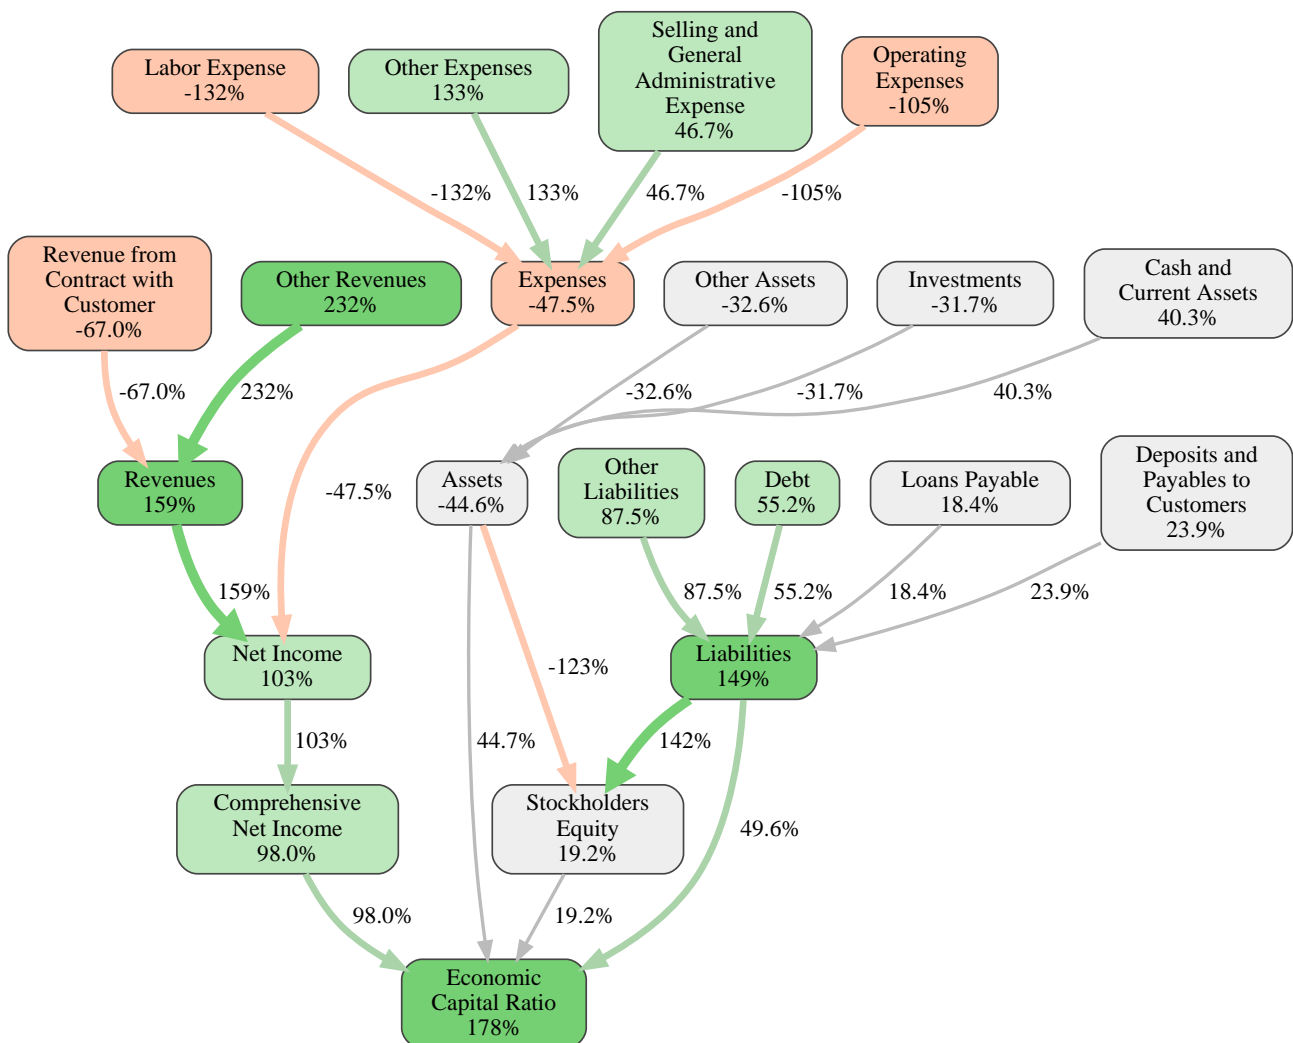 Labor Expense
-132%
Other Expenses
133%
Selling and
General
Administrative
Expense
46.7%
Operating
Expenses
-105%
-132%
133%
46.7%
-105%
Revenue from
Contract with
Customer
-67.0%
Other Revenues
232%
Expenses
-47.5%
Other Assets
-32.6%
Investments
-31.7%
Cash and
Current Assets
40.3%
-67.0%
232%
-32.6%
-31.7%
40.3%
Revenues
159%
-47.5%
Assets
-44.6%
Other
Liabilities
87.5%
Debt
55.2%
Loans Payable
18.4%
Deposits and
Payables to
Customers
23.9%
159%
87.5%
55.2%
18.4%
23.9%
Net Income
103%
-123%
Liabilities
149%
103%
44.7%
142%
Comprehensive
Net Income
98.0%
Stockholders
Equity
19.2%
49.6%
98.0%
19.2%
Economic
Capital Ratio
178%